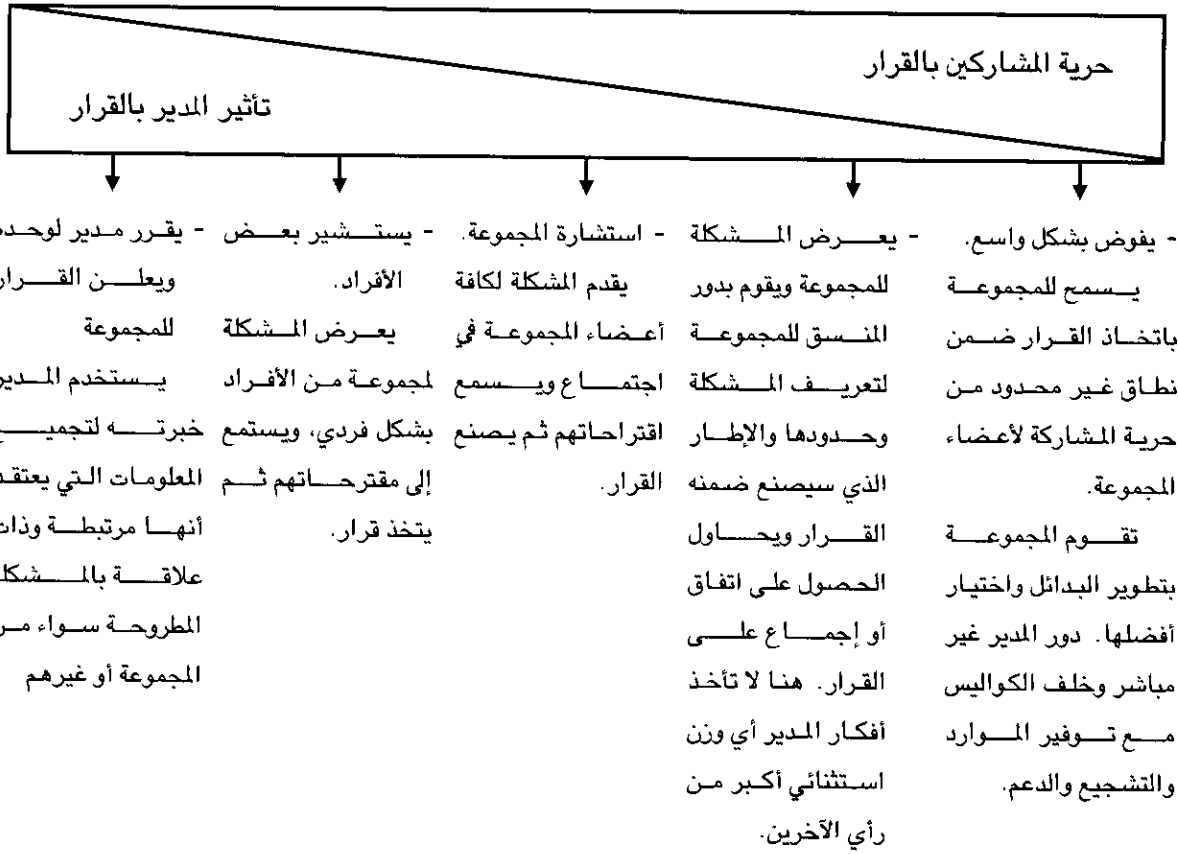 حرية المشاركين بالقرار
تأثير المدير بالقرار
- يفوض بشكل واسع.
يسمح للمجموعة
باتخاذ القرار ضمن
نطاق غير محدود من
حرية المشاركة لأعضاء
المجموعة.
تقوم المجموعة
بتطوير البدائل واختيار
أفضلها. دور المدير غير
مباشر وخلف الكواليس
مع توفير الموارد
والتشجيع والدعم.
- يعرض المشكلة
للمجموعة ويقوم بدور
المنسق للمجموعة
لتعريف المشكلة
وحدودها والإطار
الذي سيصنع ضمنه
القرار ويحاول
الحصول على اتفاق
أو إجماع على
القرار. هنا لا تأخذ
أفكار المدير أي وزن
استثنائي أكبر من
رأي الآخرين.
- استشارة المجموعة.
يقدم المشكلة لكافة
أعضاء المجموعة في
اجتماع ويسمع
اقتراحاتهم ثم يصنع
القرار.
- يستشير بعض
الأفراد.
يعرض المشكلة
لمجموعة من الأفراد
بشكل فردي، ويستمع
إلى مقترحاتهم ثم
يتخذ قرار.
- يقرر مدير لوحده
ويعلن القرار
للمجموعة
يستخدم المدير
خبرته لتجميع
المعلومات التي يعتقد
أنها مرتبطة وذات
علاقة بالمشكلة
المطروحة سواء من
المجموعة أو غيرهم